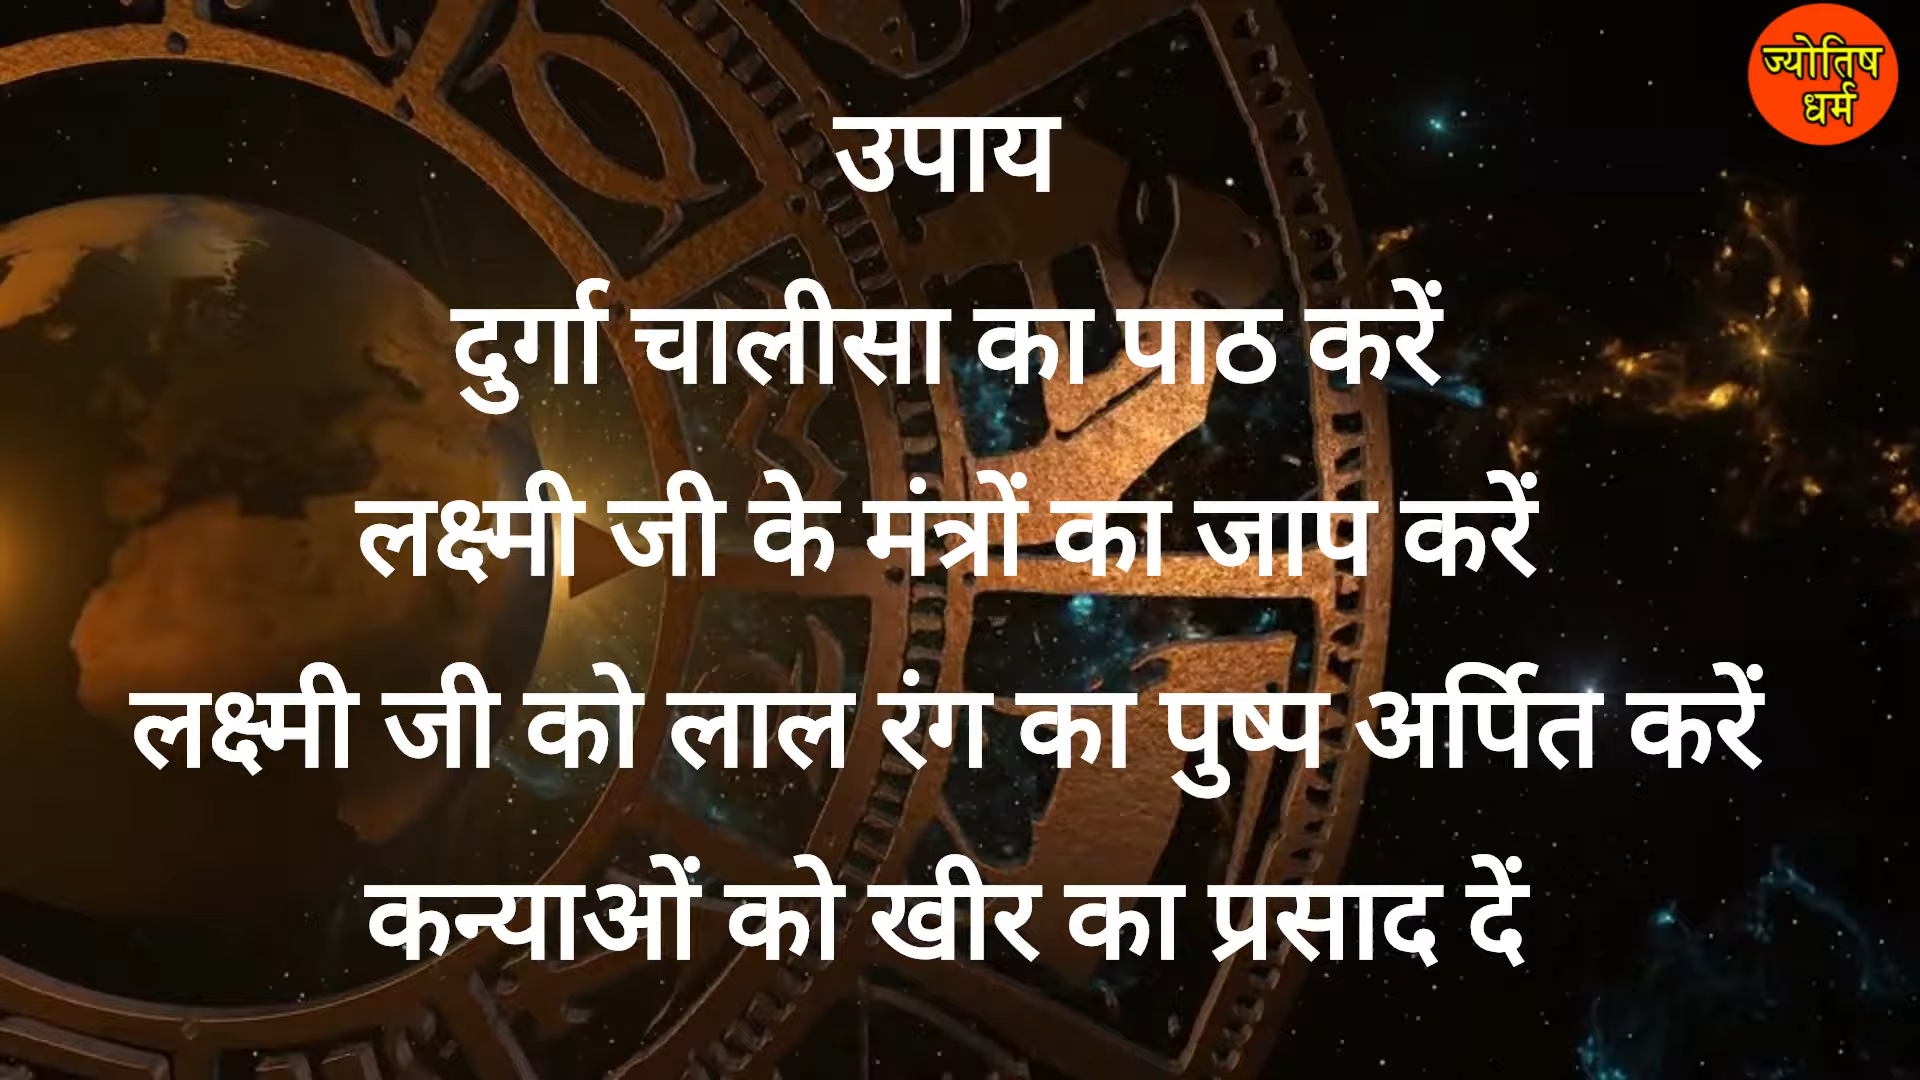 ज्योतिष
धर्म
उपाय
दुर्गा चालीसा का पाठ करें
लक्ष्मी जी के मंत्रों का जाप करें
लक्ष्मी जी को लाल रंग का पुष्प अर्पित करें
कन्याओं को खीर का प्रसाद दें